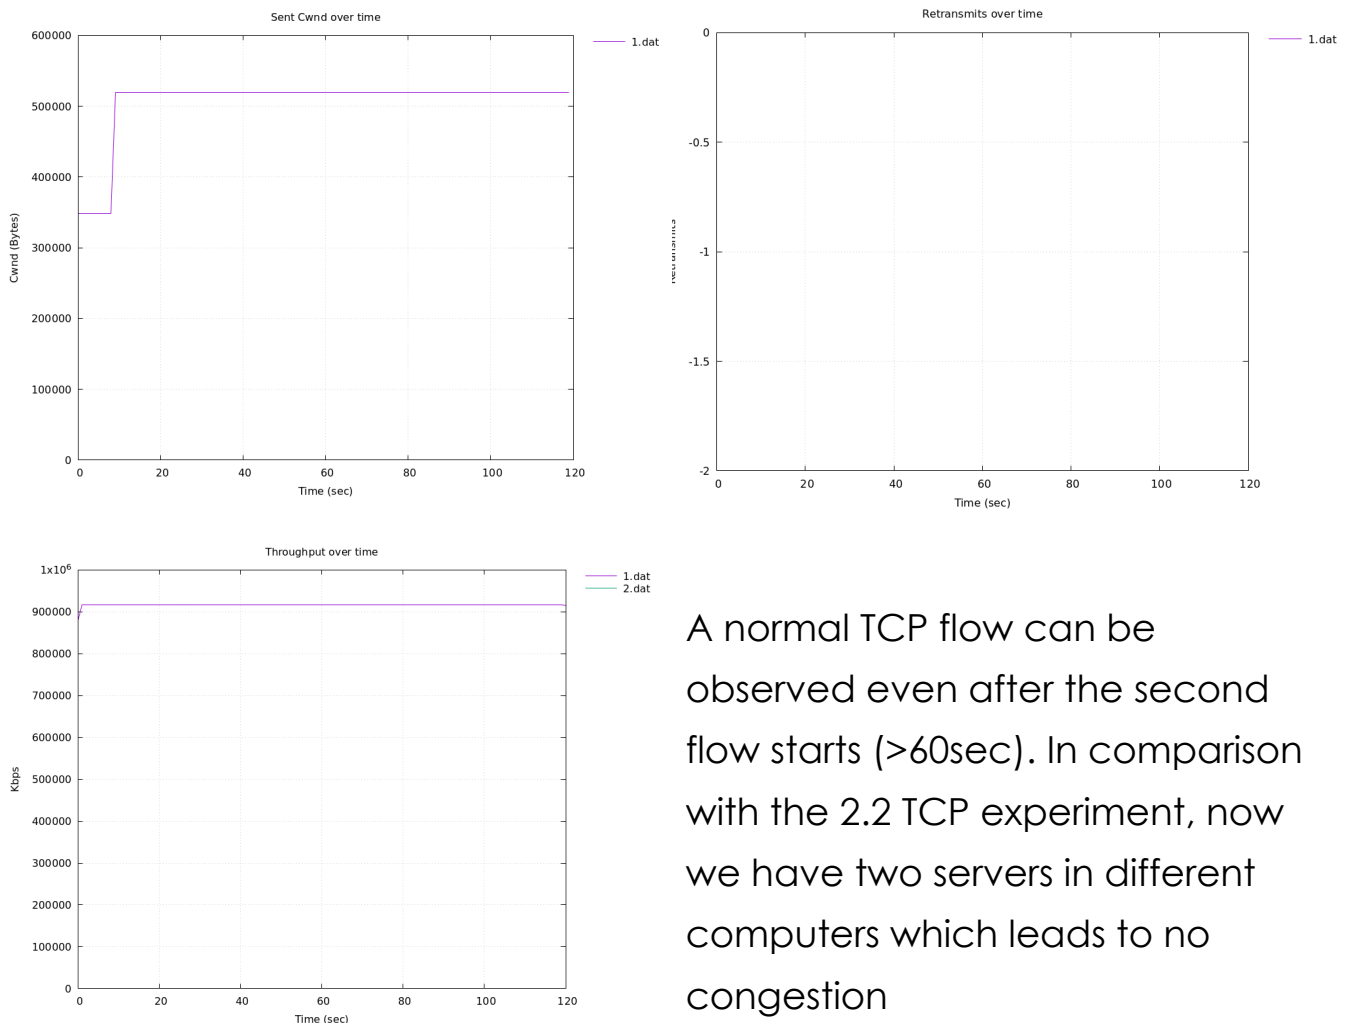 Sent Cwnd over time
600000
500000
400000
300000
200000
100000
0
Cwnd (Bytes)
0 20 40 60 80 100 120
Time (sec)
1.dat
Retransmits over time
0
-0.5
-1
-1.5
-2
Retransmits
0 20 40 60 80 100 120
Time (sec)
1.dat
Throughput over time
1x10⁶
900000
800000
700000
600000
500000
400000
300000
200000
100000
0
Kbps
0 20 40 60 80 100 120
Time (sec)
1.dat
2.dat
A normal TCP flow can be
observed even after the second
flow starts (>60sec). In comparison
with the 2.2 TCP experiment, now
we have two servers in different
computers which leads to no
congestion